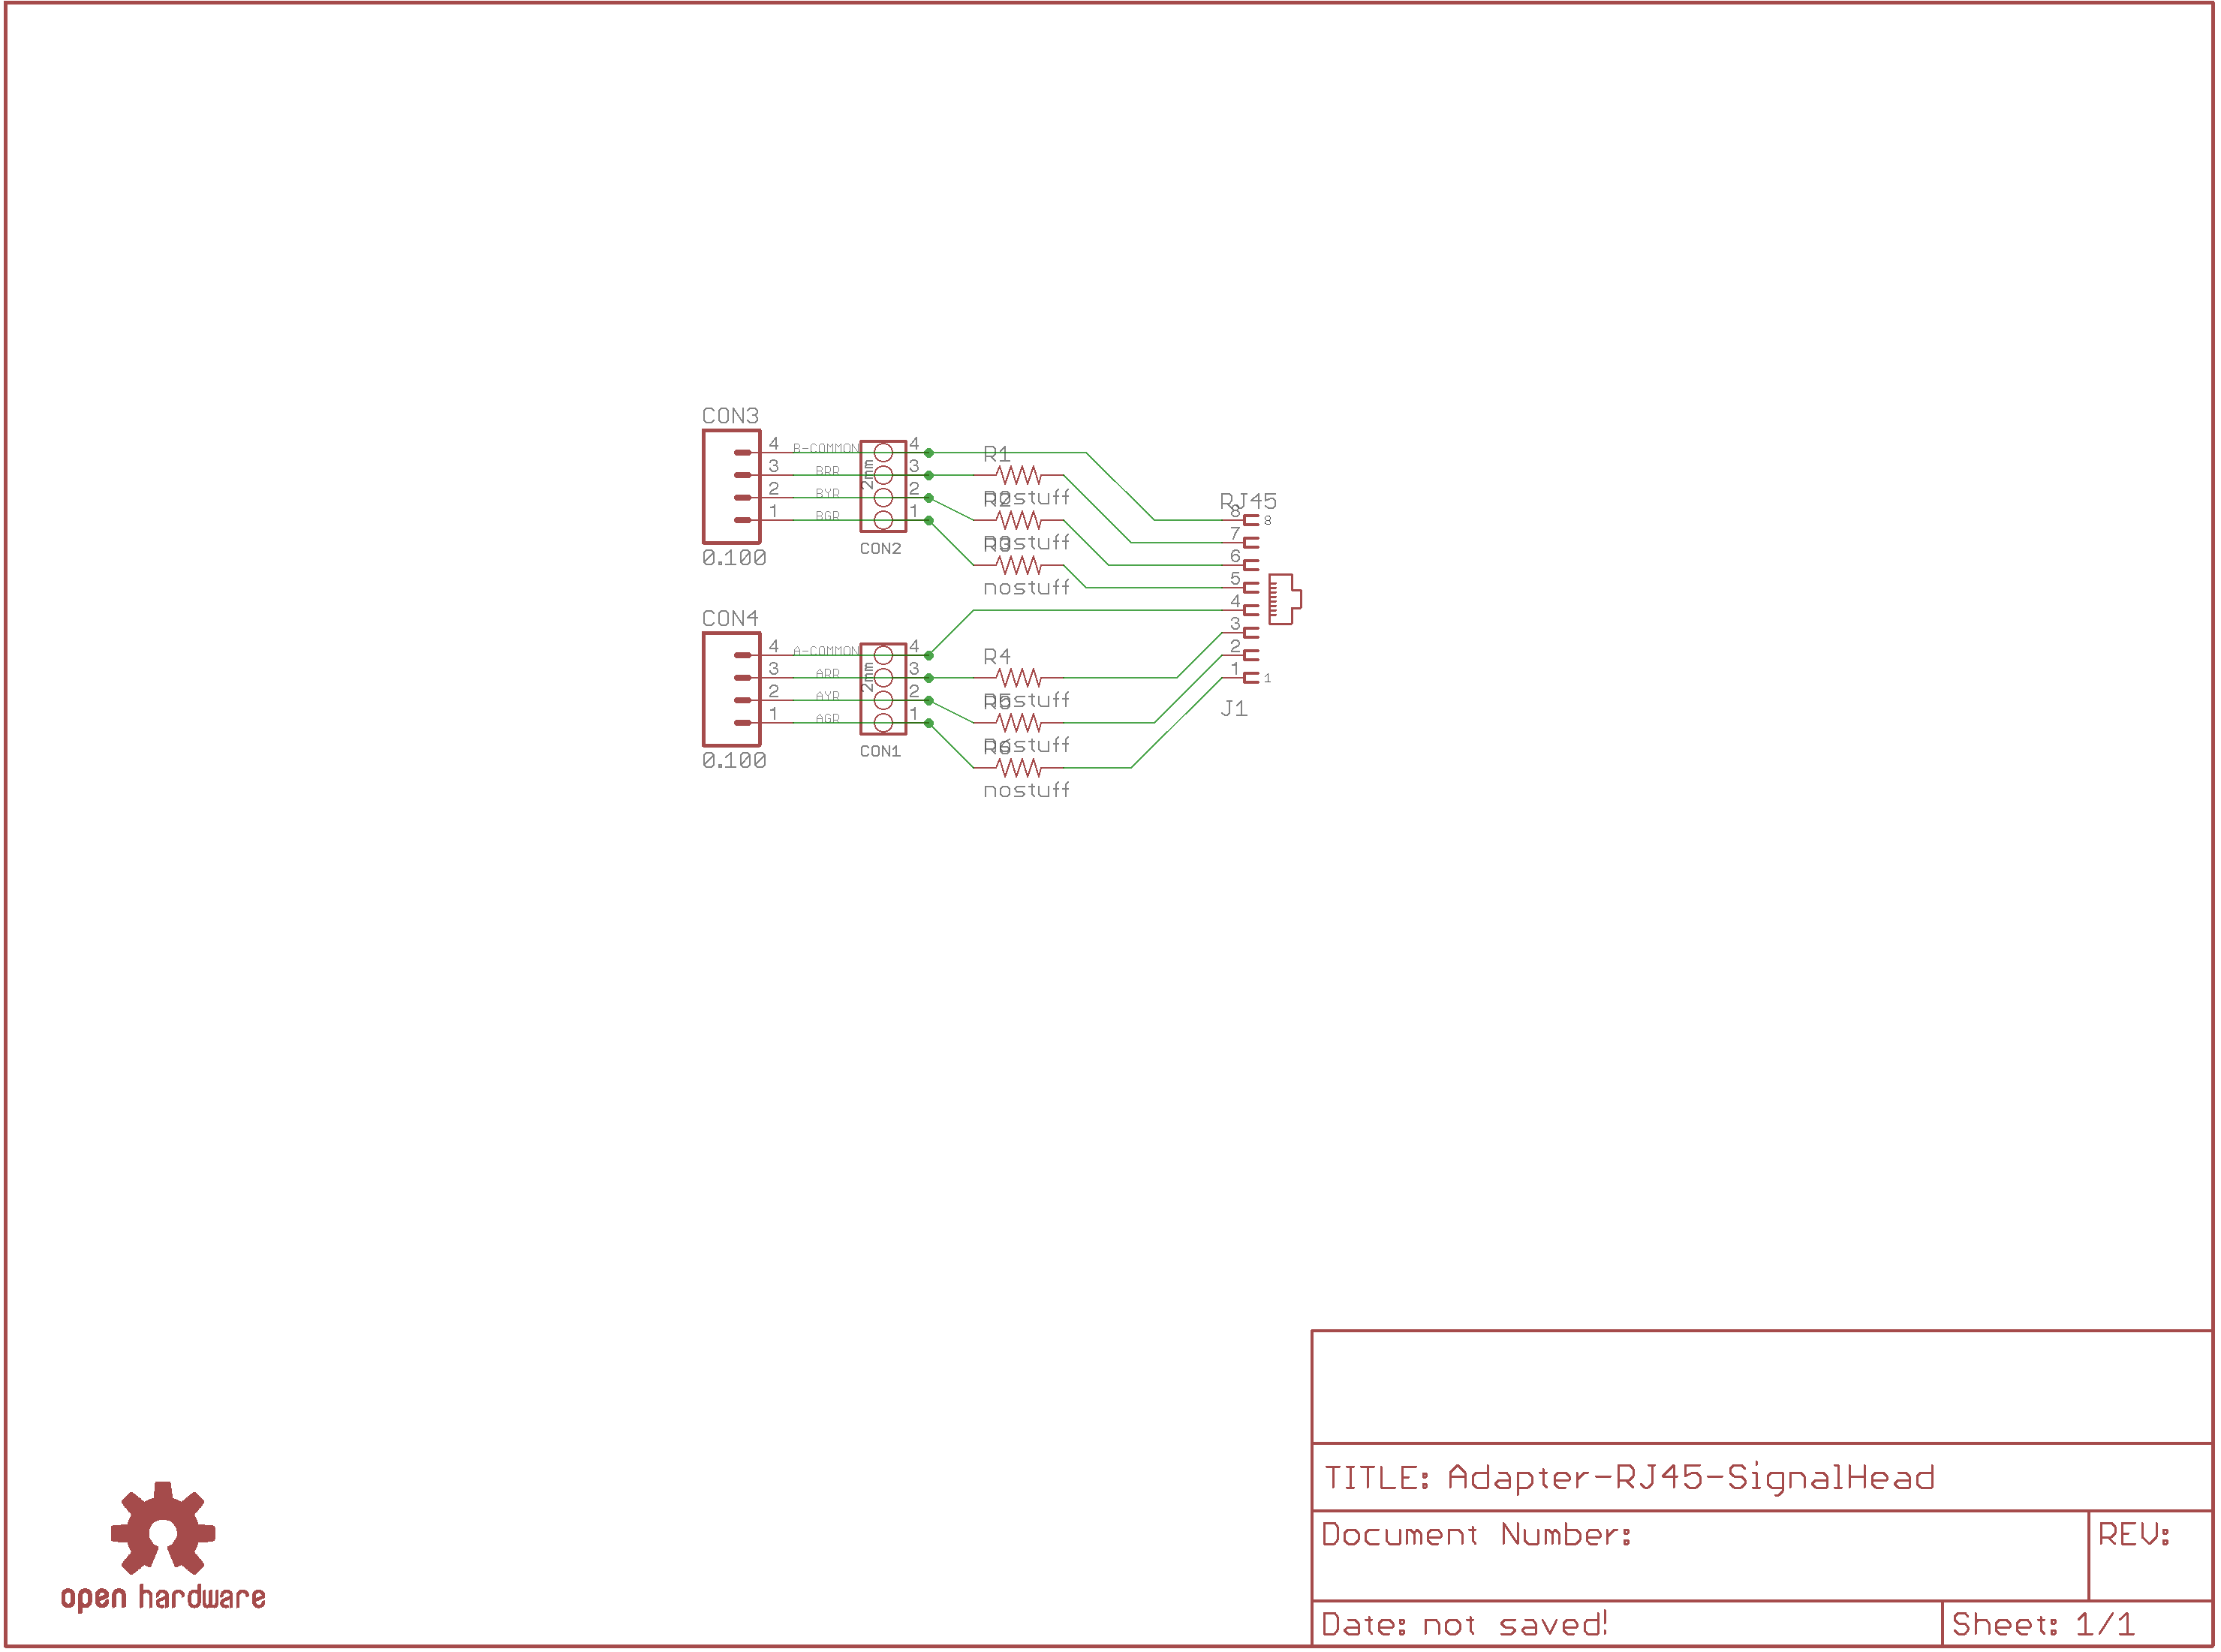 CON3
4 B-COMMON 4
3 BRR 3
2 BYR 2
1 BGR 1
2mm
0.100
CON2
R1
nostuff
R2
nostuff
R3
nostuff
RJ45
8 8
7
6
5
4
3
2
1 1
J1
CON4
4 A-COMMON 4
3 ARR 3
2 AYR 2
1 AGR 1
2mm
0.100
CON1
R4
nostuff
R5
nostuff
R6
nostuff
TITLE: Adapter-RJ45-SignalHead
Document Number:
REV:
Date: not saved!
Sheet: 1/1
open hardware